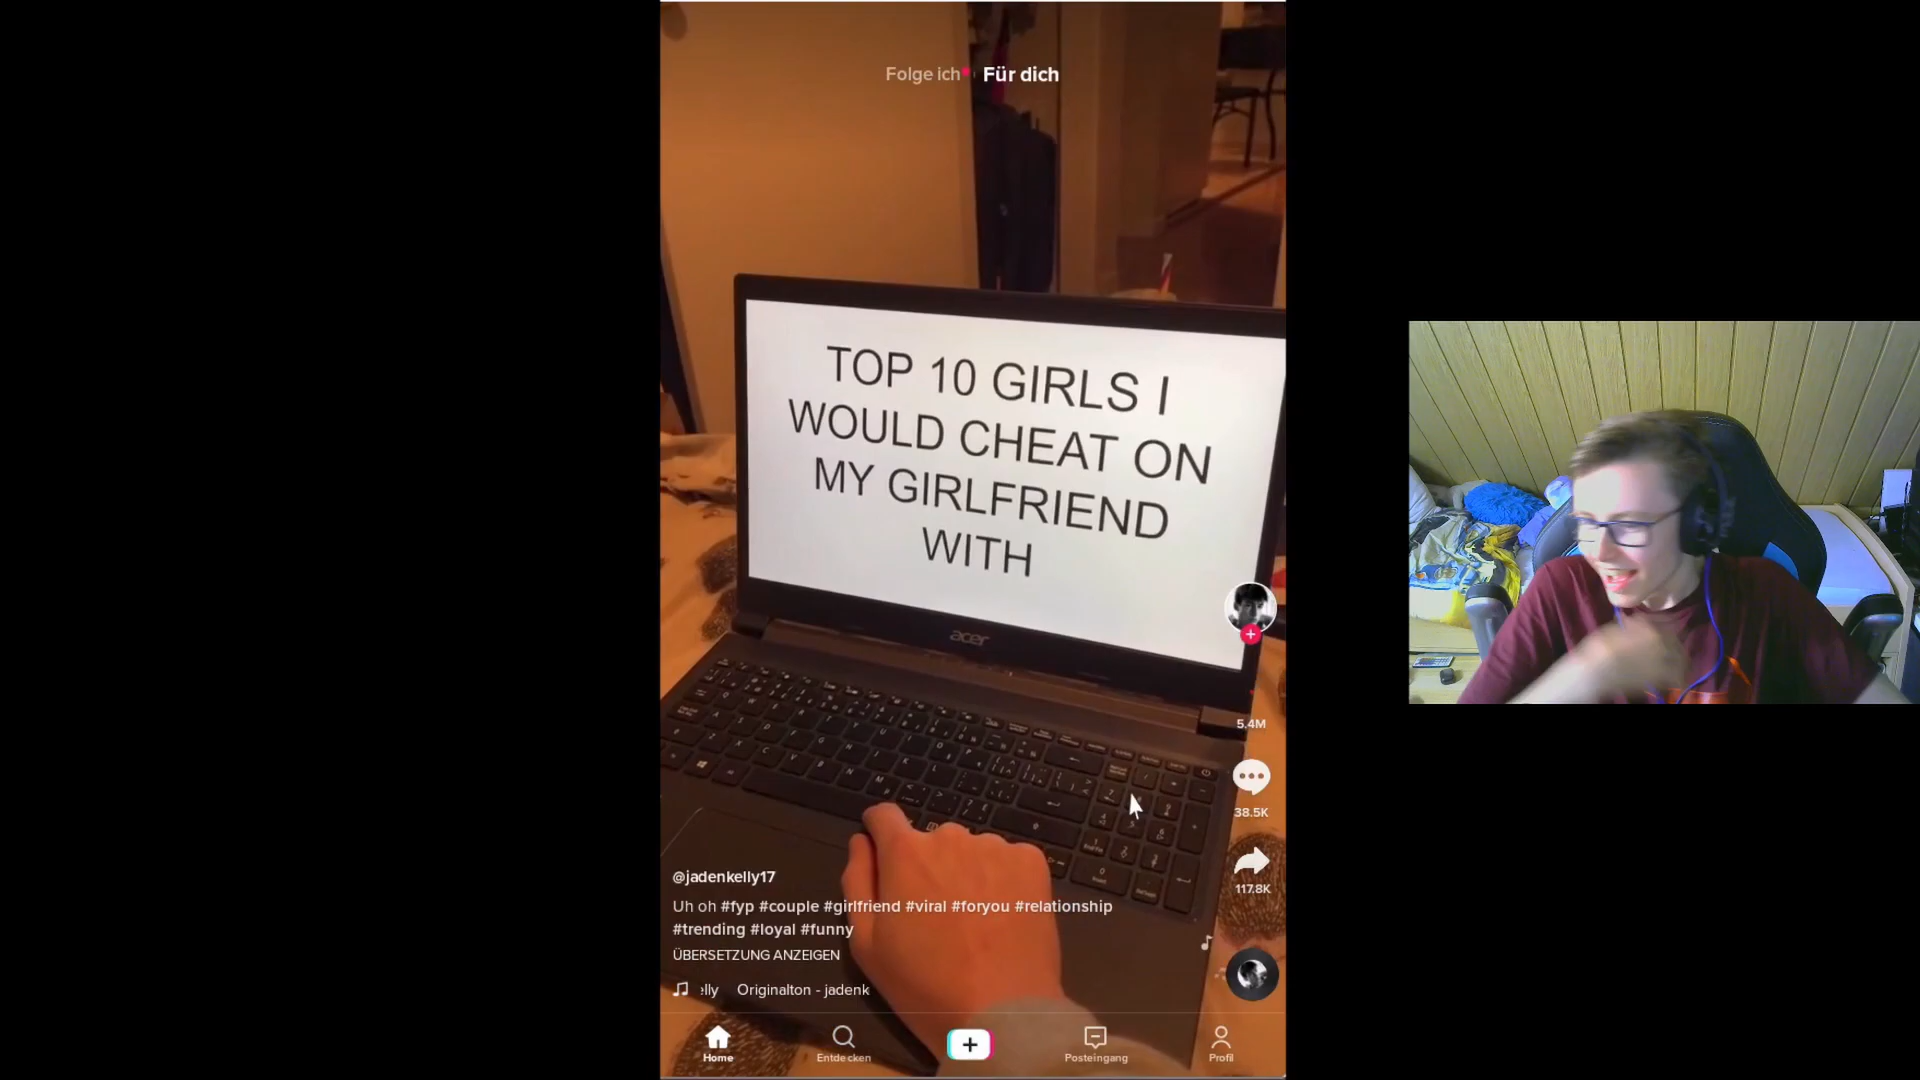 Folge ich Für dich
TOP 10 GIRLS I
WOULD CHEAT ON
MY GIRLFRIEND
WITH
acer
5.4M
38.5K
117.8K
@jadenkelly17
Uh oh #fyp #couple #girlfriend #viral #foryou #relationship
#trending #loyal #funny
ÜBERSETZUNG ANZEIGEN
elly Originalton - jadenk
Home Entdecken Posteingang Profil